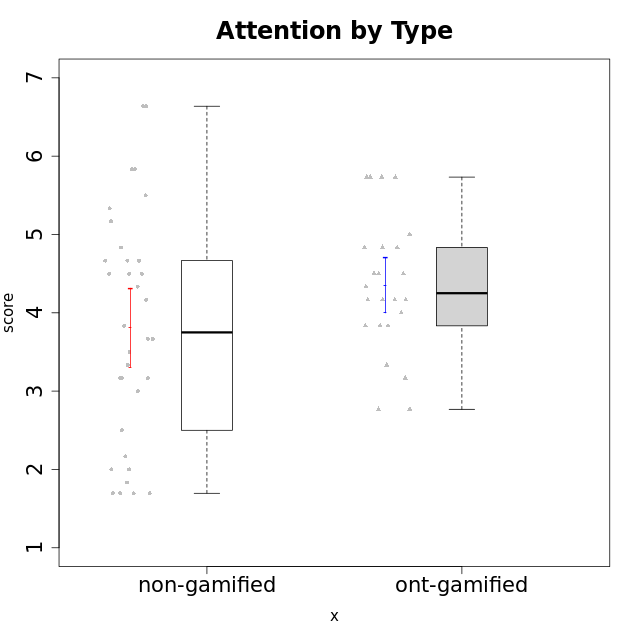 Attention by Type
7
6
5
4
3
2
1
score
non-gamified
ont-gamified
x